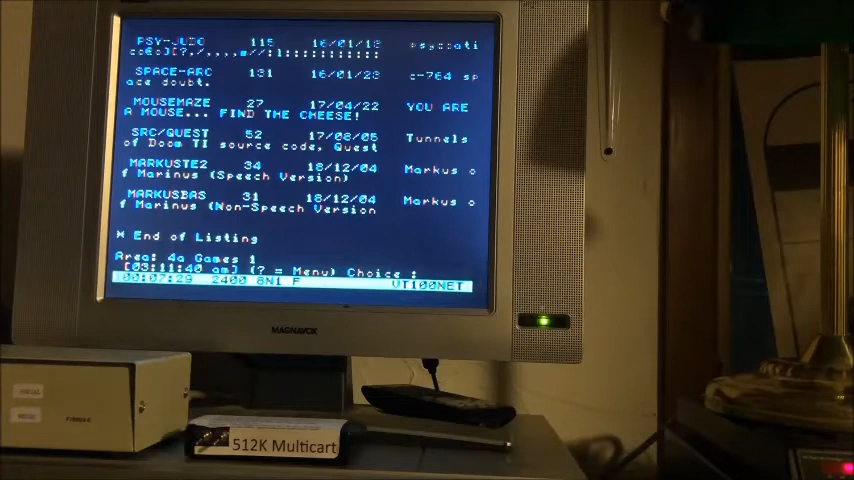 PSY-JUDO 115 16/01/18 psycpati
SPACE-ARC 131 16/01/23 c-764 sp
ace doubt.
MOUSEMAZE 27 17/04/22 YOU ARE
A MOUSE... FIND THE CHEESE!
SRC/QUEST 52 17/08/05 Tunnels
of Doom TI source code, Quest
MARKUSTE2 34 18/12/04 Markus o
f Marinus (Speech Version)
MARKUSBAS 31 18/12/04 Markus o
f Marinus (Non-Speech Version
* End of Listing
Area: 4a Games 1
[03:11:40 am] (? = Menu) Choice :
00:07:29 2400 8N1 F VT100NET
MAGNAVOX
512K Multicart